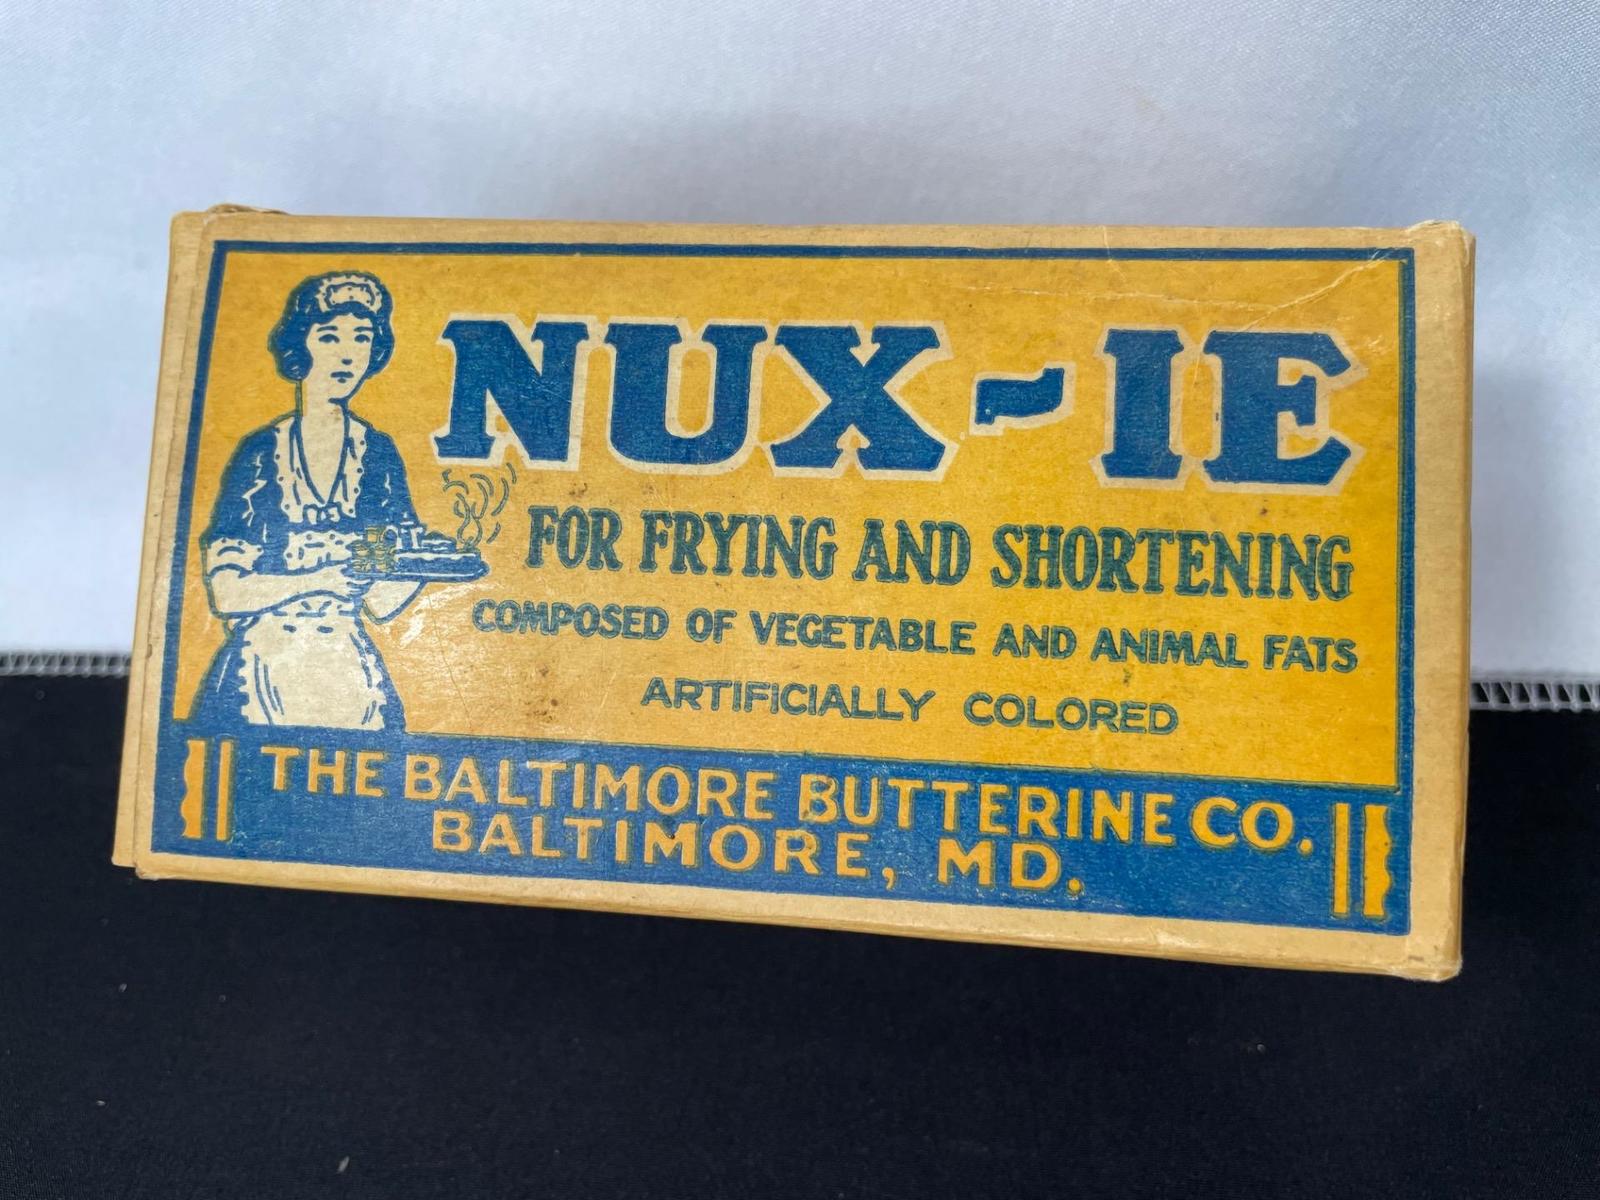 NUX-IE
FOR FRYING AND SHORTENING
COMPOSED OF VEGETABLE AND ANIMAL FATS
ARTIFICIALLY COLORED
THE BALTIMORE BUTTERINE CO.
BALTIMORE, MD.